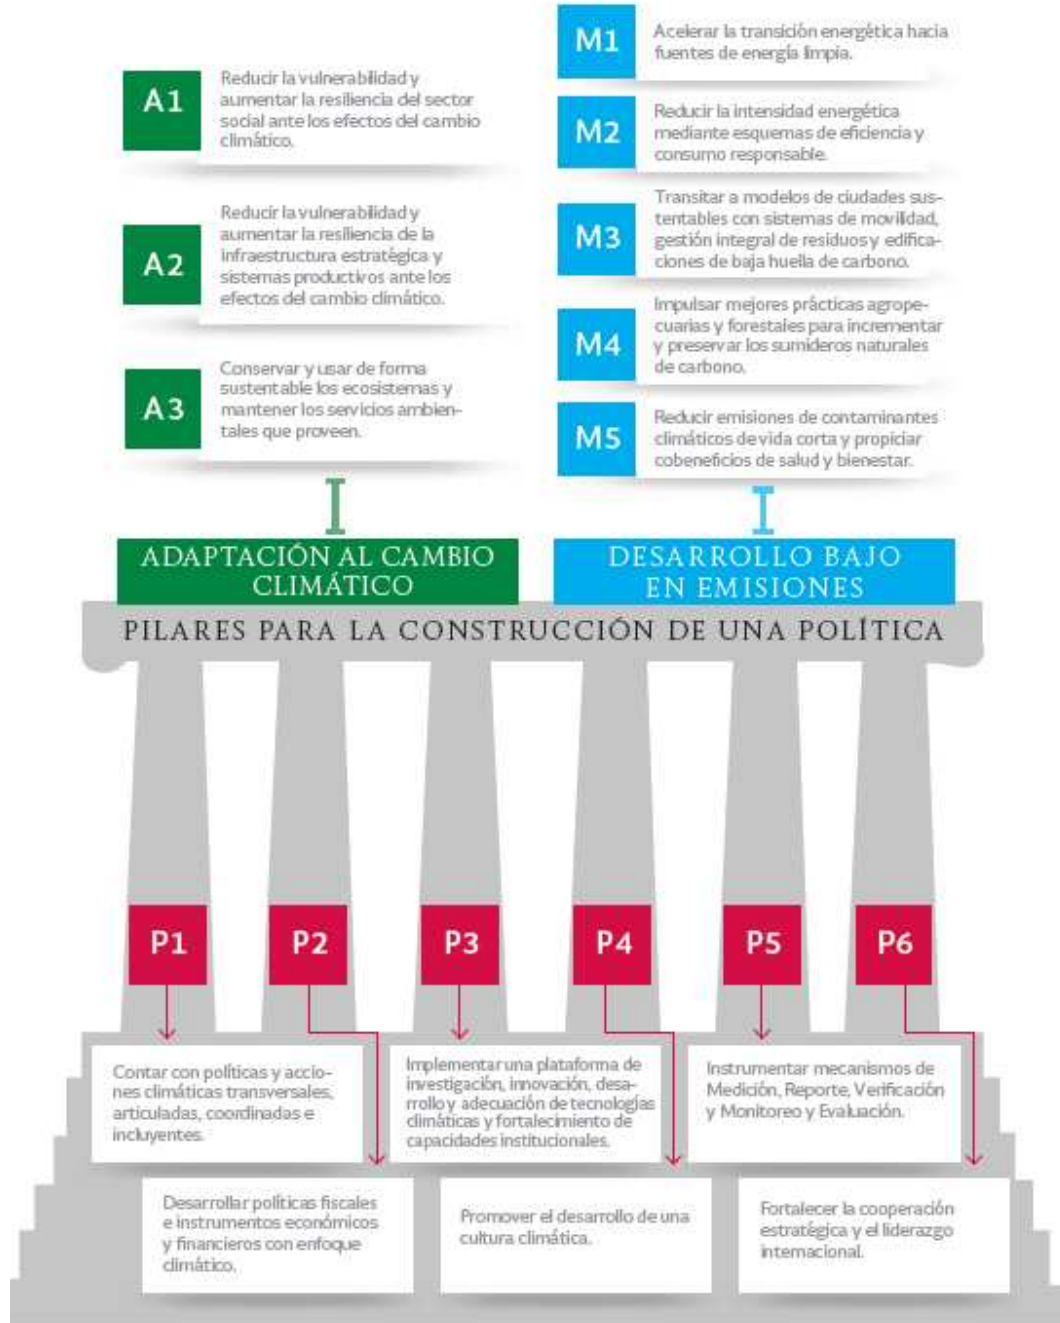 A1
Reducir la vulnerabilidad y
aumentar la resiliencia del sector
social ante los efectos del cambio
climático.
A2
Reducir la vulnerabilidad y
aumentar la resiliencia de la
infraestructura estratégica y
sistemas productivos ante los
efectos del cambio climático.
A3
Conservar y usar de forma
sustentable los ecosistemas y
mantener los servicios ambien-
tales que proveen.
M1
Acelerar la transición energética hacia
fuentes de energía limpia.
M2
Reducir la intensidad energética
mediante esquemas de eficiencia y
consumo responsable.
M3
Transitar a modelos de ciudades sus-
tentables con sistemas de movilidad,
gestión integral de residuos y edifica-
ciones de baja huella de carbono.
M4
Impulsar mejores prácticas agrope-
cuarias y forestales para incrementar
y preservar los sumideros naturales
de carbono.
M5
Reducir emisiones de contaminantes
climáticos de vida corta y propiciar
cobeneficios de salud y bienestar.
ADAPTACIÓN AL CAMBIO
CLIMÁTICO
DESARROLLO BAJO
EN EMISIONES
PILARES PARA LA CONSTRUCCIÓN DE UNA POLÍTICA
P1
P2
P3
P4
P5
P6
Contar con políticas y accio-
nes climáticas transversales,
articuladas, coordinadas e
incluyentes.
Implementar una plataforma de
investigación, innovación, desa-
rrollo y adecuación de tecnologías
climáticas y fortalecimiento de
capacidades institucionales.
Instrumentar mecanismos de
Medición, Reporte, Verificación
y Monitoreo y Evaluación.
Desarrollar políticas fiscales
e instrumentos económicos
y financieros con enfoque
climático.
Promover el desarrollo de una
cultura climática.
Fortalecer la cooperación
estratégica y el liderazgo
internacional.